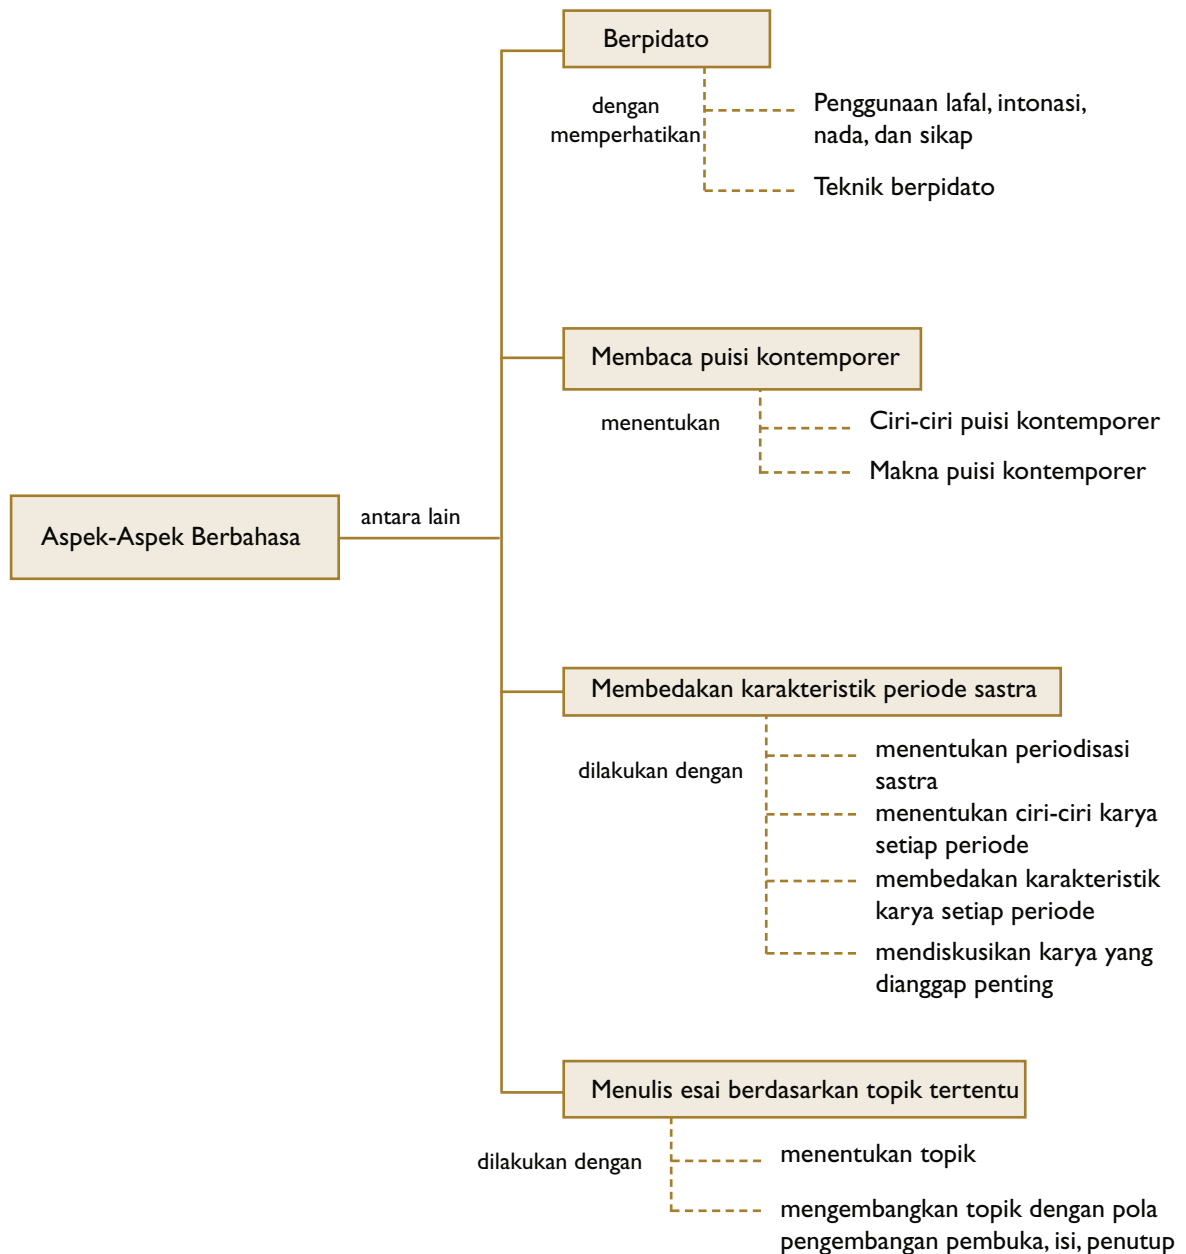 Berpidato
dengan
memperhatikan
Penggunaan lafal, intonasi,
nada, dan sikap
Teknik berpidato
Membaca puisi kontemporer
menentukan
Ciri-ciri puisi kontemporer
Makna puisi kontemporer
Aspek-Aspek Berbahasa
antara lain
Membedakan karakteristik periode sastra
dilakukan dengan
menentukan periodisasi
sastra
menentukan ciri-ciri karya
setiap periode
membedakan karakteristik
karya setiap periode
mendiskusikan karya yang
dianggap penting
Menulis esai berdasarkan topik tertentu
dilakukan dengan
menentukan topik
mengembangkan topik dengan pola
pengembangan pembuka, isi, penutup